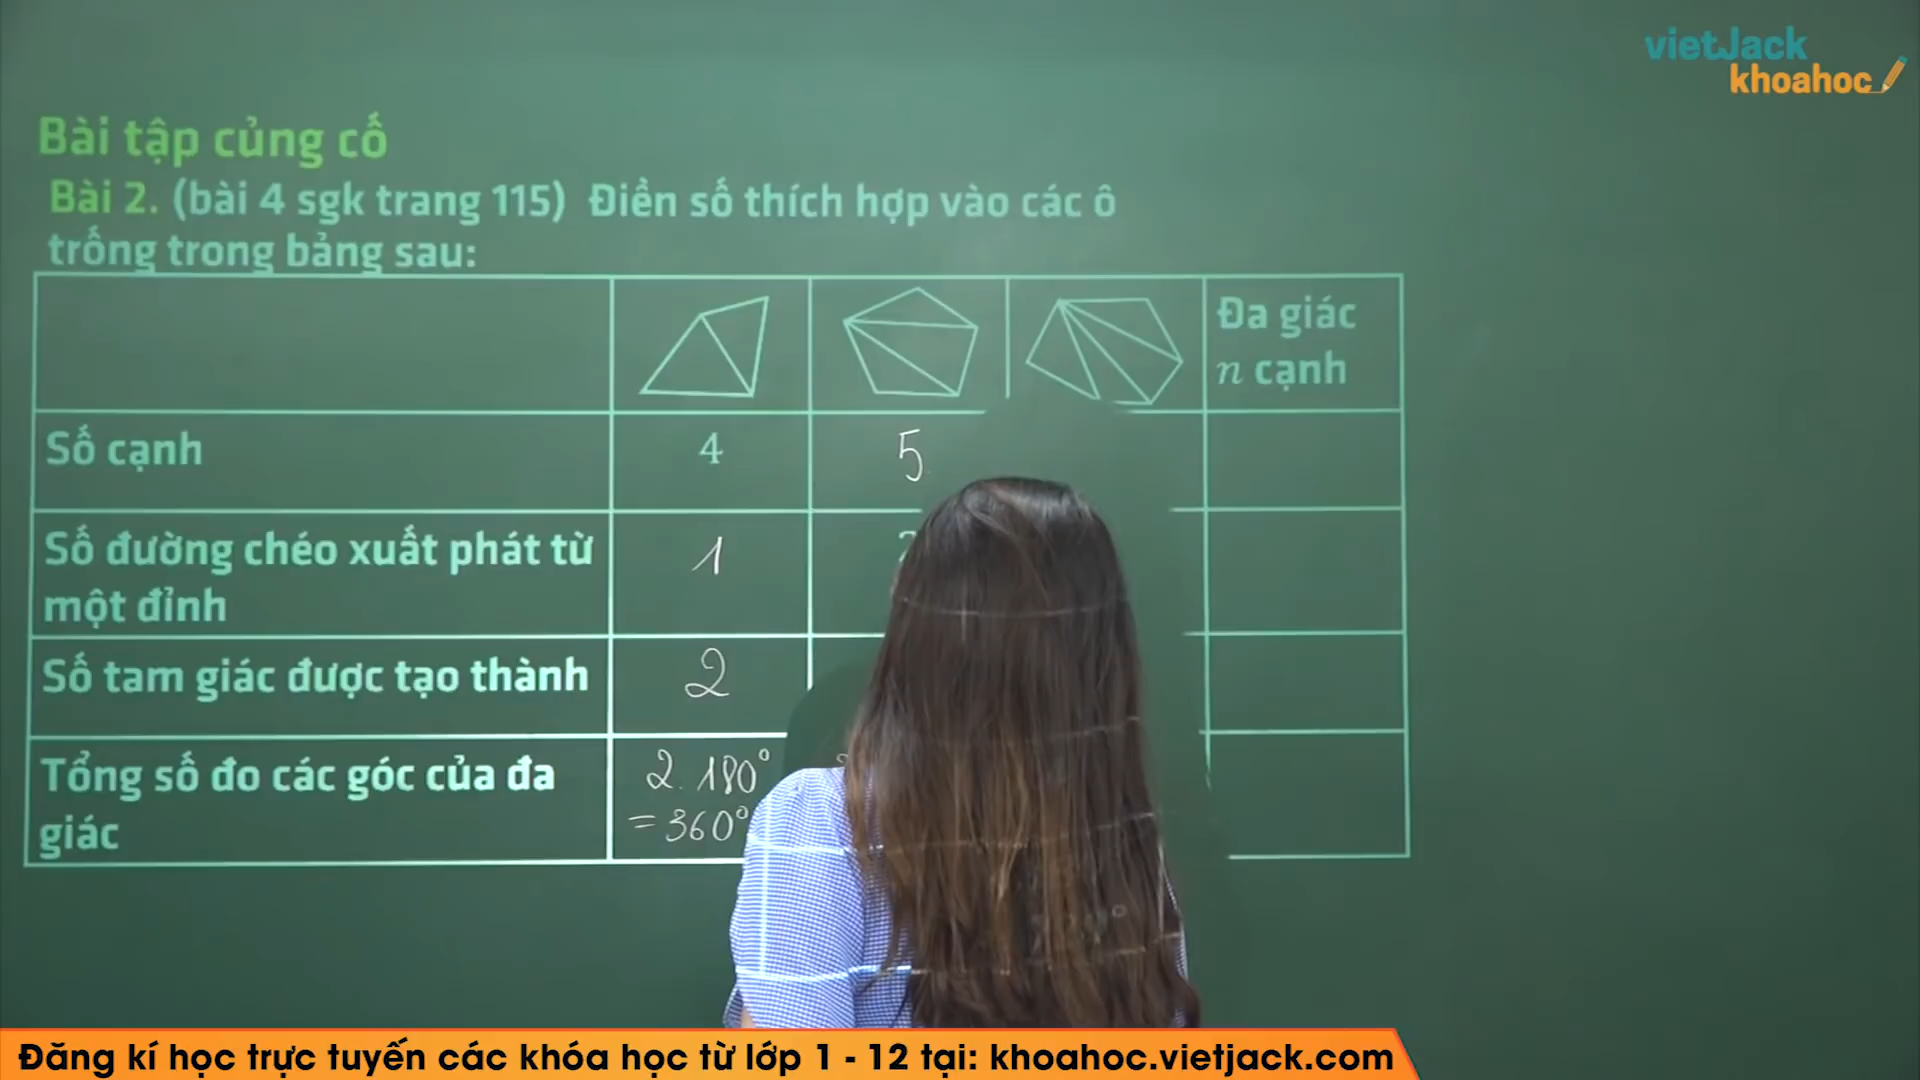 vietJack
khoahoc
Bài tập củng cố
Bài 2. (bài 4 sgk trang 115) Điền số thích hợp vào các ô
trống trong bảng sau:
Đa giác
n cạnh
Số cạnh
4
5
Số đường chéo xuất phát từ
một đỉnh
1
Số tam giác được tạo thành
2
Tổng số đo các góc của đa
giác
2.180°
=360°
Đăng kí học trực tuyến các khóa học từ lớp 1 - 12 tại: khoahoc.vietjack.com